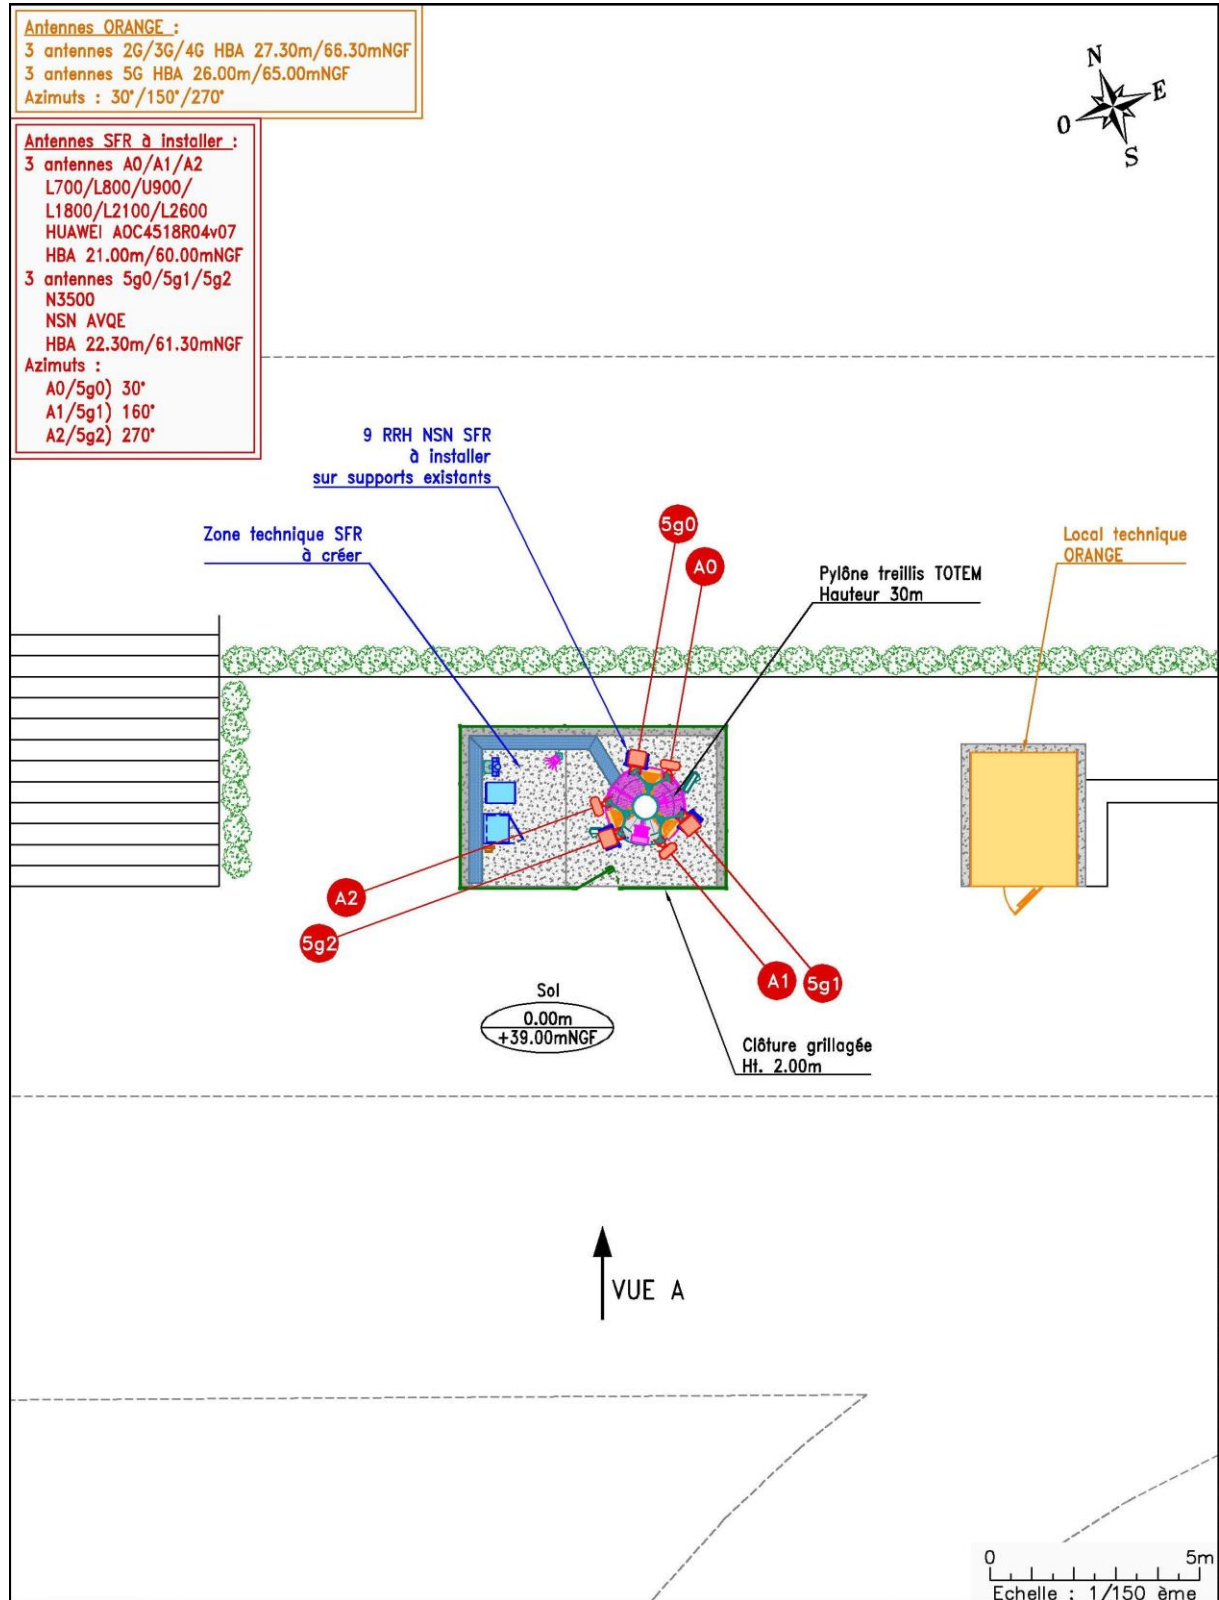 Antennes ORANGE :
3 antennes 2G/3G/4G HBA 27.30m/66.30mNGF
3 antennes 5G HBA 26.00m/65.00mNGF
Azimuts : 30°/150°/270°
N
E
O
S
Antennes SFR à installer :
3 antennes A0/A1/A2
L700/L800/U900/
L1800/L2100/L2600
HUAWEI AOC4518R04v07
HBA 21.00m/60.00mNGF
3 antennes 5g0/5g1/5g2
N3500
NSN AVQE
HBA 22.30m/61.30mNGF
Azimuts :
A0/5g0) 30°
A1/5g1) 160°
A2/5g2) 270°
9 RRH NSN SFR
à installer
sur supports existants
Zone technique SFR
à créer
5g0
A0
Pylône treillis TOTEM
Hauteur 30m
Local technique
ORANGE
A2
5g2
A1
5g1
Sol
0.00m
+39.00mNGF
Clôture grillagée
Ht. 2.00m
VUE A
0 5m
Echelle : 1/150 ème